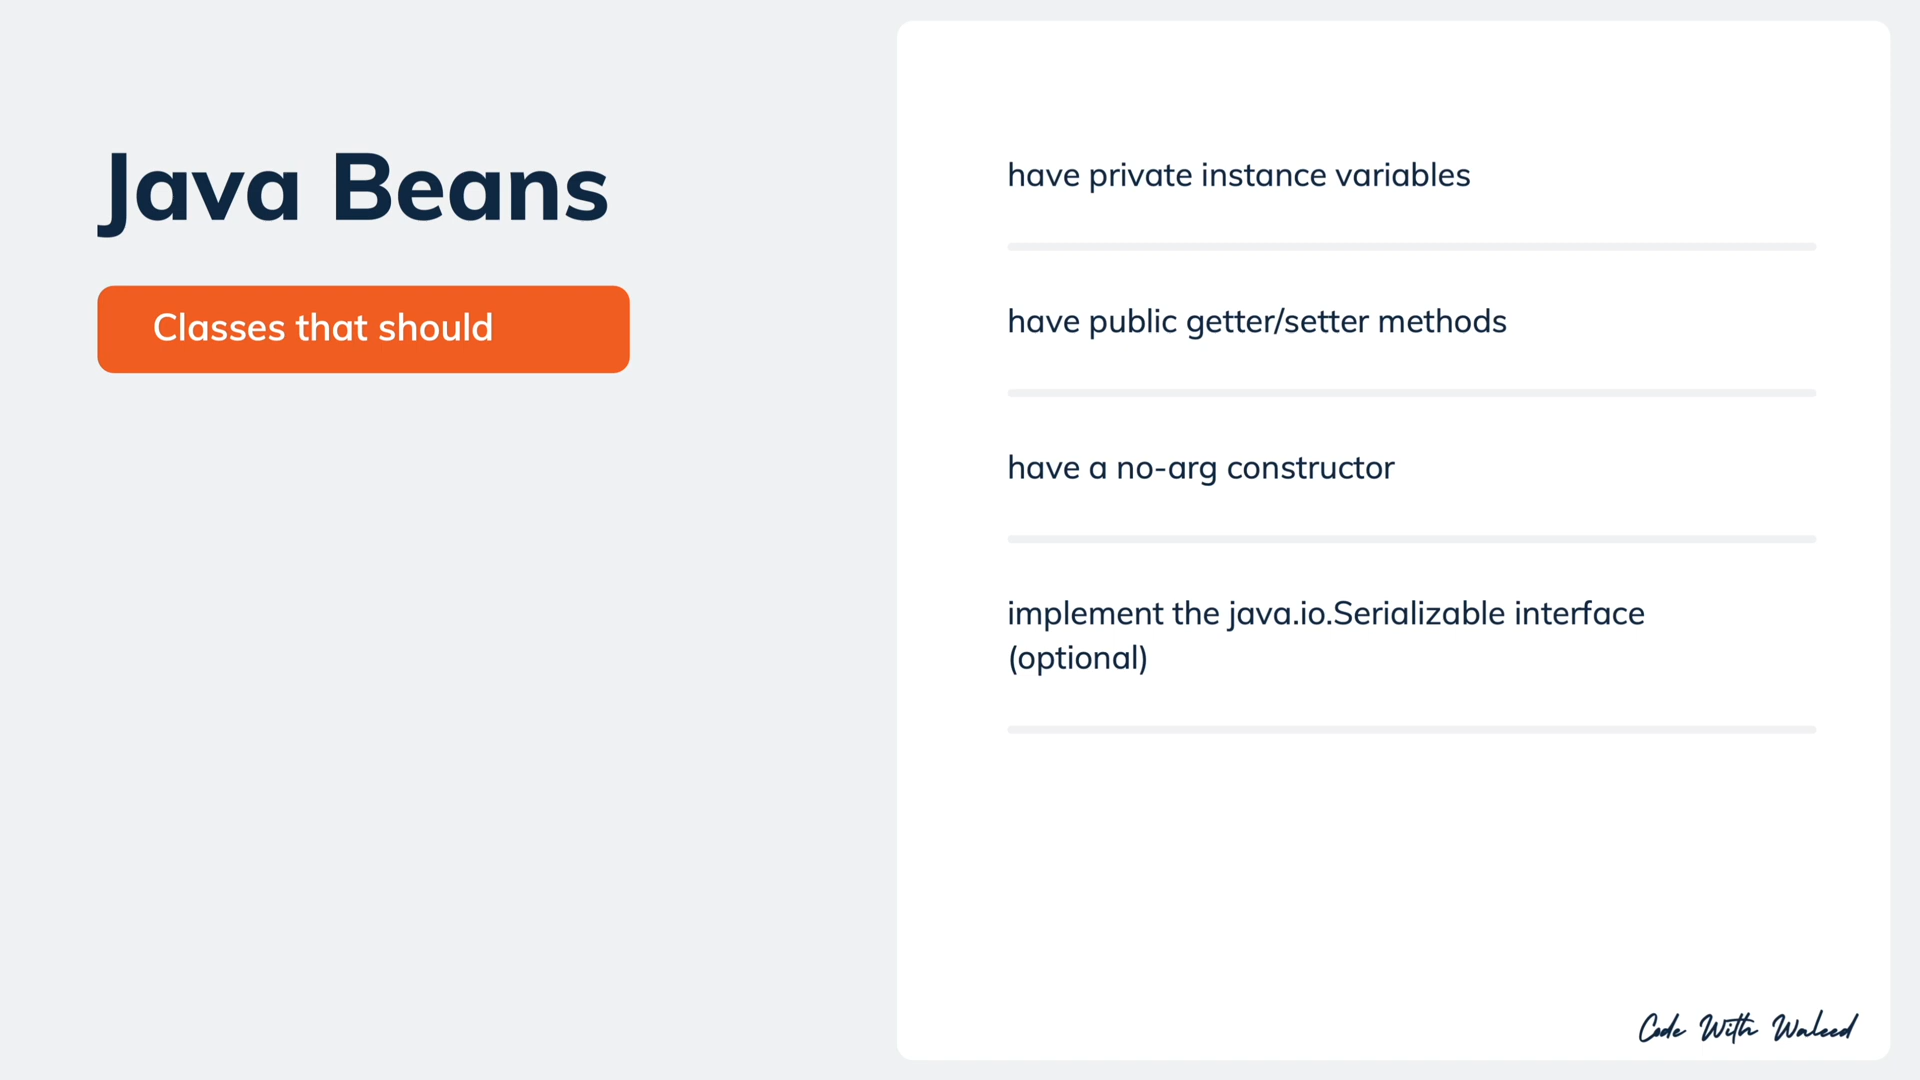 Java Beans
Classes that should
have private instance variables
have public getter/setter methods
have a no-arg constructor
implement the java.io.Serializable interface
(optional)
Code With Waleed